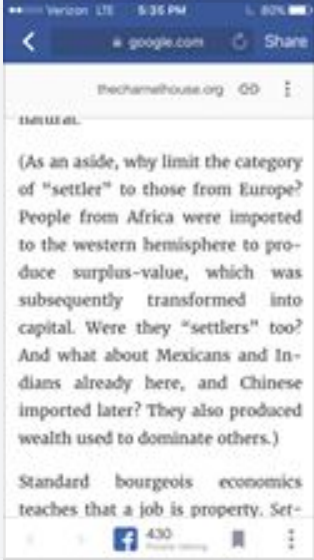 Verizon LTE 5:35 PM 80%
google.com Share
thecharnelhouse.org
natural.
(As an aside, why limit the category
of “settler” to those from Europe?
People from Africa were imported
to the western hemisphere to pro-
duce surplus-value, which was
subsequently transformed into
capital. Were they “settlers” too?
And what about Mexicans and In-
dians already here, and Chinese
imported later? They also produced
wealth used to dominate others.)
Standard bourgeois economics
teaches that a job is property. Set-
430